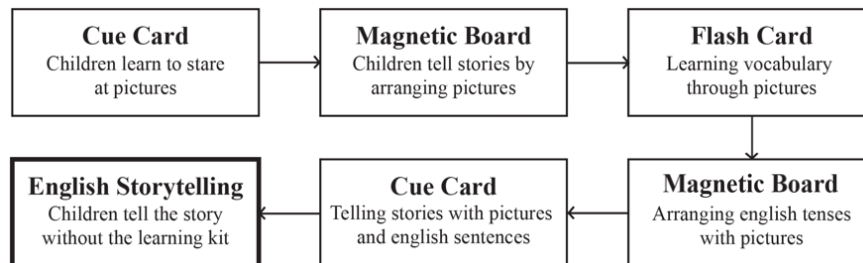 Cue Card
Children learn to stare
at pictures
Magnetic Board
Children tell stories by
arranging pictures
Flash Card
Learning vocabulary
through pictures
Magnetic Board
Arranging english tenses
with pictures
Cue Card
Telling stories with pictures
and english sentences
English Storytelling
Children tell the story
without the learning kit